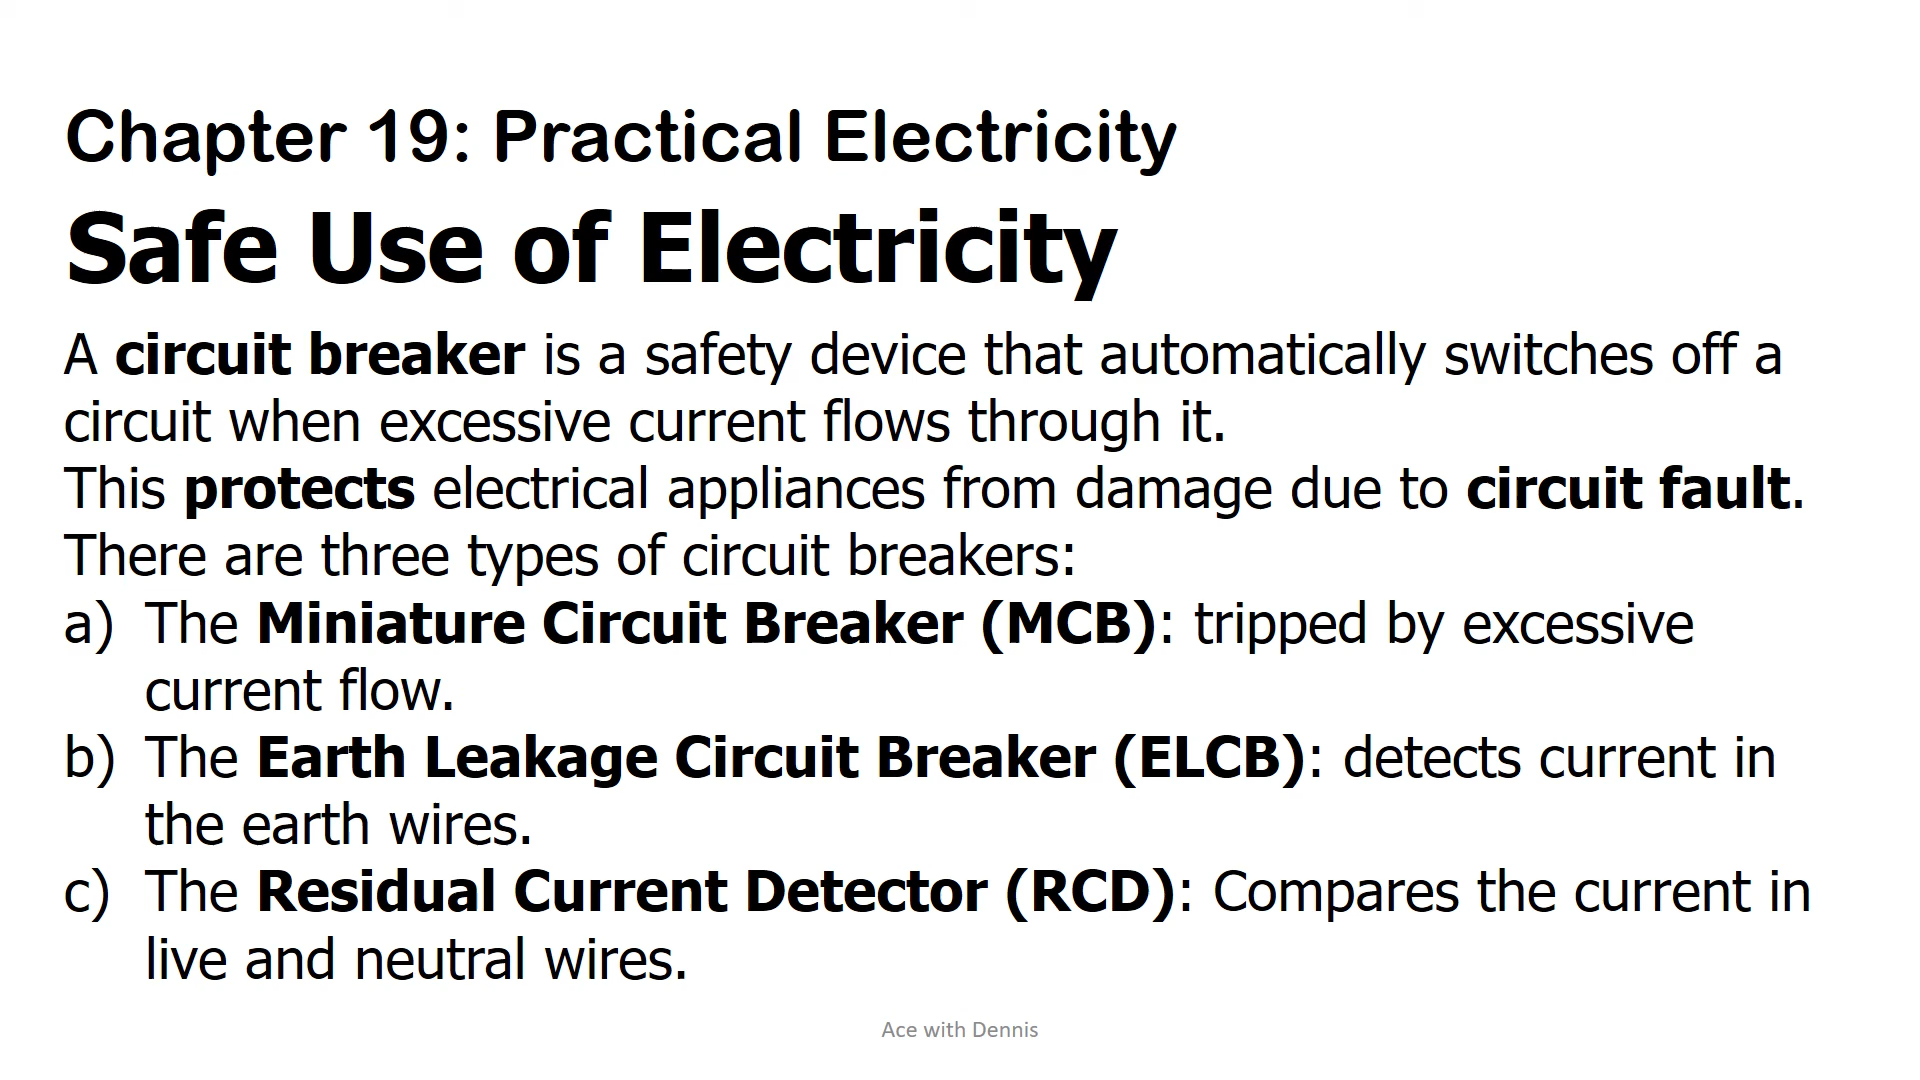 Chapter 19: Practical Electricity
Safe Use of Electricity
A circuit breaker is a safety device that automatically switches off a
circuit when excessive current flows through it.
This protects electrical appliances from damage due to circuit fault.
There are three types of circuit breakers:
a) The Miniature Circuit Breaker (MCB): tripped by excessive
current flow.
b) The Earth Leakage Circuit Breaker (ELCB): detects current in
the earth wires.
c) The Residual Current Detector (RCD): Compares the current in
live and neutral wires.
Ace with Dennis